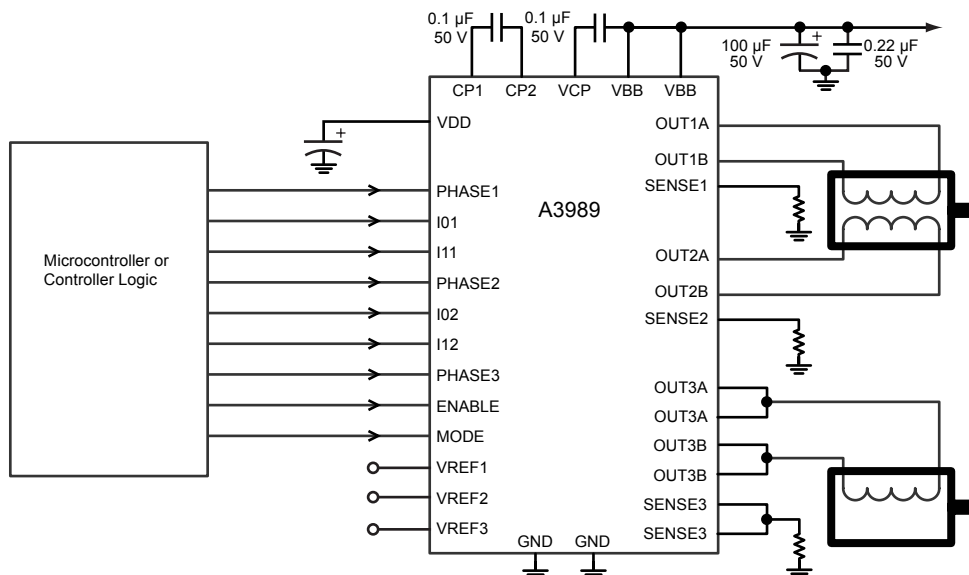 0.1 µF
50 V
0.1 µF
50 V
100 µF
50 V
+
0.22 µF
50 V
CP1
CP2
VCP
VBB
VBB
+
VDD
OUT1A
OUT1B
SENSE1
A3989
PHASE1
I01
I11
PHASE2
I02
I12
PHASE3
ENABLE
MODE
VREF1
VREF2
VREF3
Microcontroller or
Controller Logic
OUT2A
OUT2B
SENSE2
OUT3A
OUT3A
OUT3B
OUT3B
SENSE3
SENSE3
GND
GND